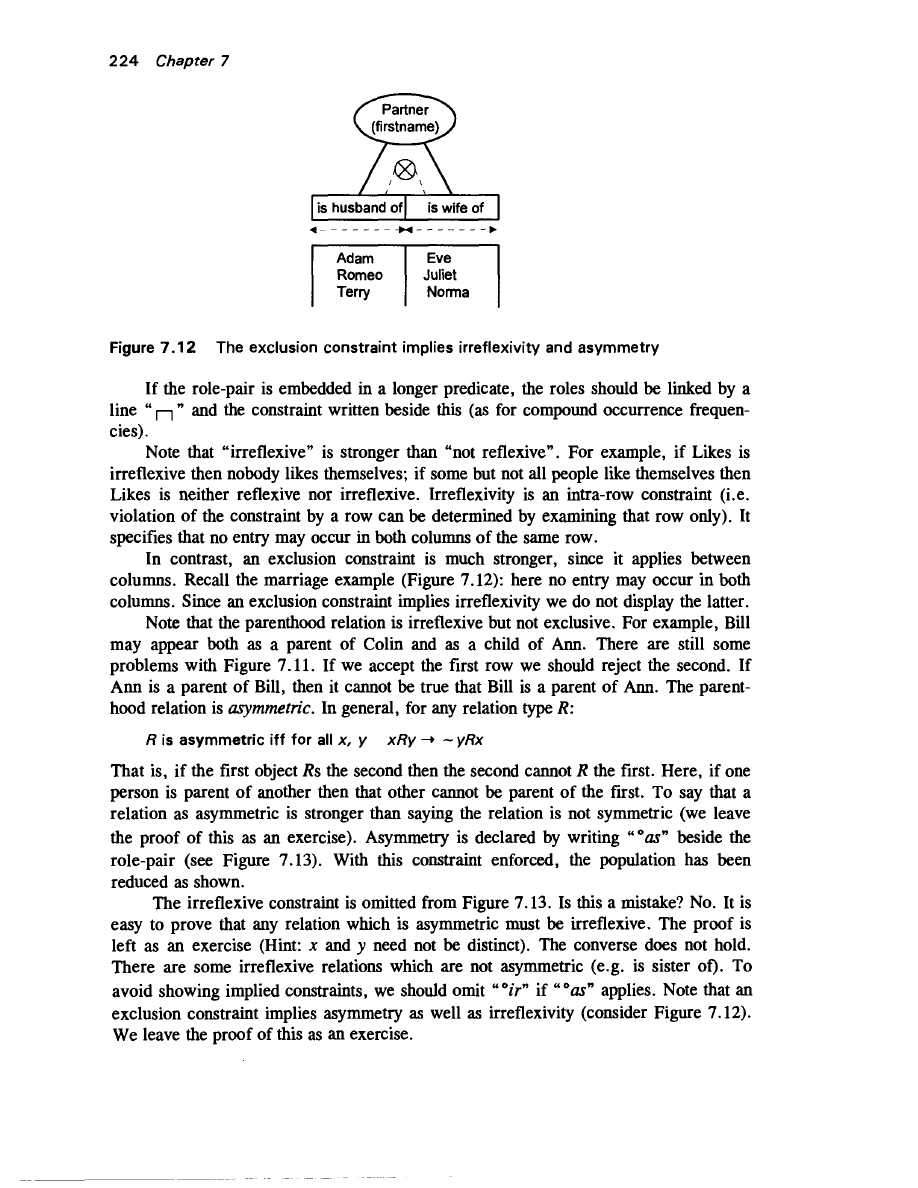 224 Chapter 7
Partner
(firstname)
is husband of is wife of
Adam Eve
Romeo Juliet
Terry Norma
Figure 7.12 The exclusion constraint implies irreflexivity and asymmetry
If the role-pair is embedded in a longer predicate, the roles should be linked by a
line “┌┐” and the constraint written beside this (as for compound occurrence frequen-
cies).
Note that “irreflexive” is stronger than “not reflexive”. For example, if Likes is
irreflexive then nobody likes themselves; if some but not all people like themselves then
Likes is neither reflexive nor irreflexive. Irreflexivity is an intra-row constraint (i.e.
violation of the constraint by a row can be determined by examining that row only). It
specifies that no entry may occur in both columns of the same row.
In contrast, an exclusion constraint is much stronger, since it applies between
columns. Recall the marriage example (Figure 7.12): here no entry may occur in both
columns. Since an exclusion constraint implies irreflexivity we do not display the latter.
Note that the parenthood relation is irreflexive but not exclusive. For example, Bill
may appear both as a parent of Colin and as a child of Ann. There are still some
problems with Figure 7.11. If we accept the first row we should reject the second. If
Ann is a parent of Bill, then it cannot be true that Bill is a parent of Ann. The parent-
hood relation is asymmetric. In general, for any relation type R:
R is asymmetric iff for all x, y xRy → ~yRx
That is, if the first object Rs the second then the second cannot R the first. Here, if one
person is parent of another then that other cannot be parent of the first. To say that a
relation as asymmetric is stronger than saying the relation is not symmetric (we leave
the proof of this as an exercise). Asymmetry is declared by writing “°as” beside the
role-pair (see Figure 7.13). With this constraint enforced, the population has been
reduced as shown.
The irreflexive constraint is omitted from Figure 7.13. Is this a mistake? No. It is
easy to prove that any relation which is asymmetric must be irreflexive. The proof is
left as an exercise (Hint: x and y need not be distinct). The converse does not hold.
There are some irreflexive relations which are not asymmetric (e.g. is sister of). To
avoid showing implied constraints, we should omit “°ir” if “°as” applies. Note that an
exclusion constraint implies asymmetry as well as irreflexivity (consider Figure 7.12).
We leave the proof of this as an exercise.